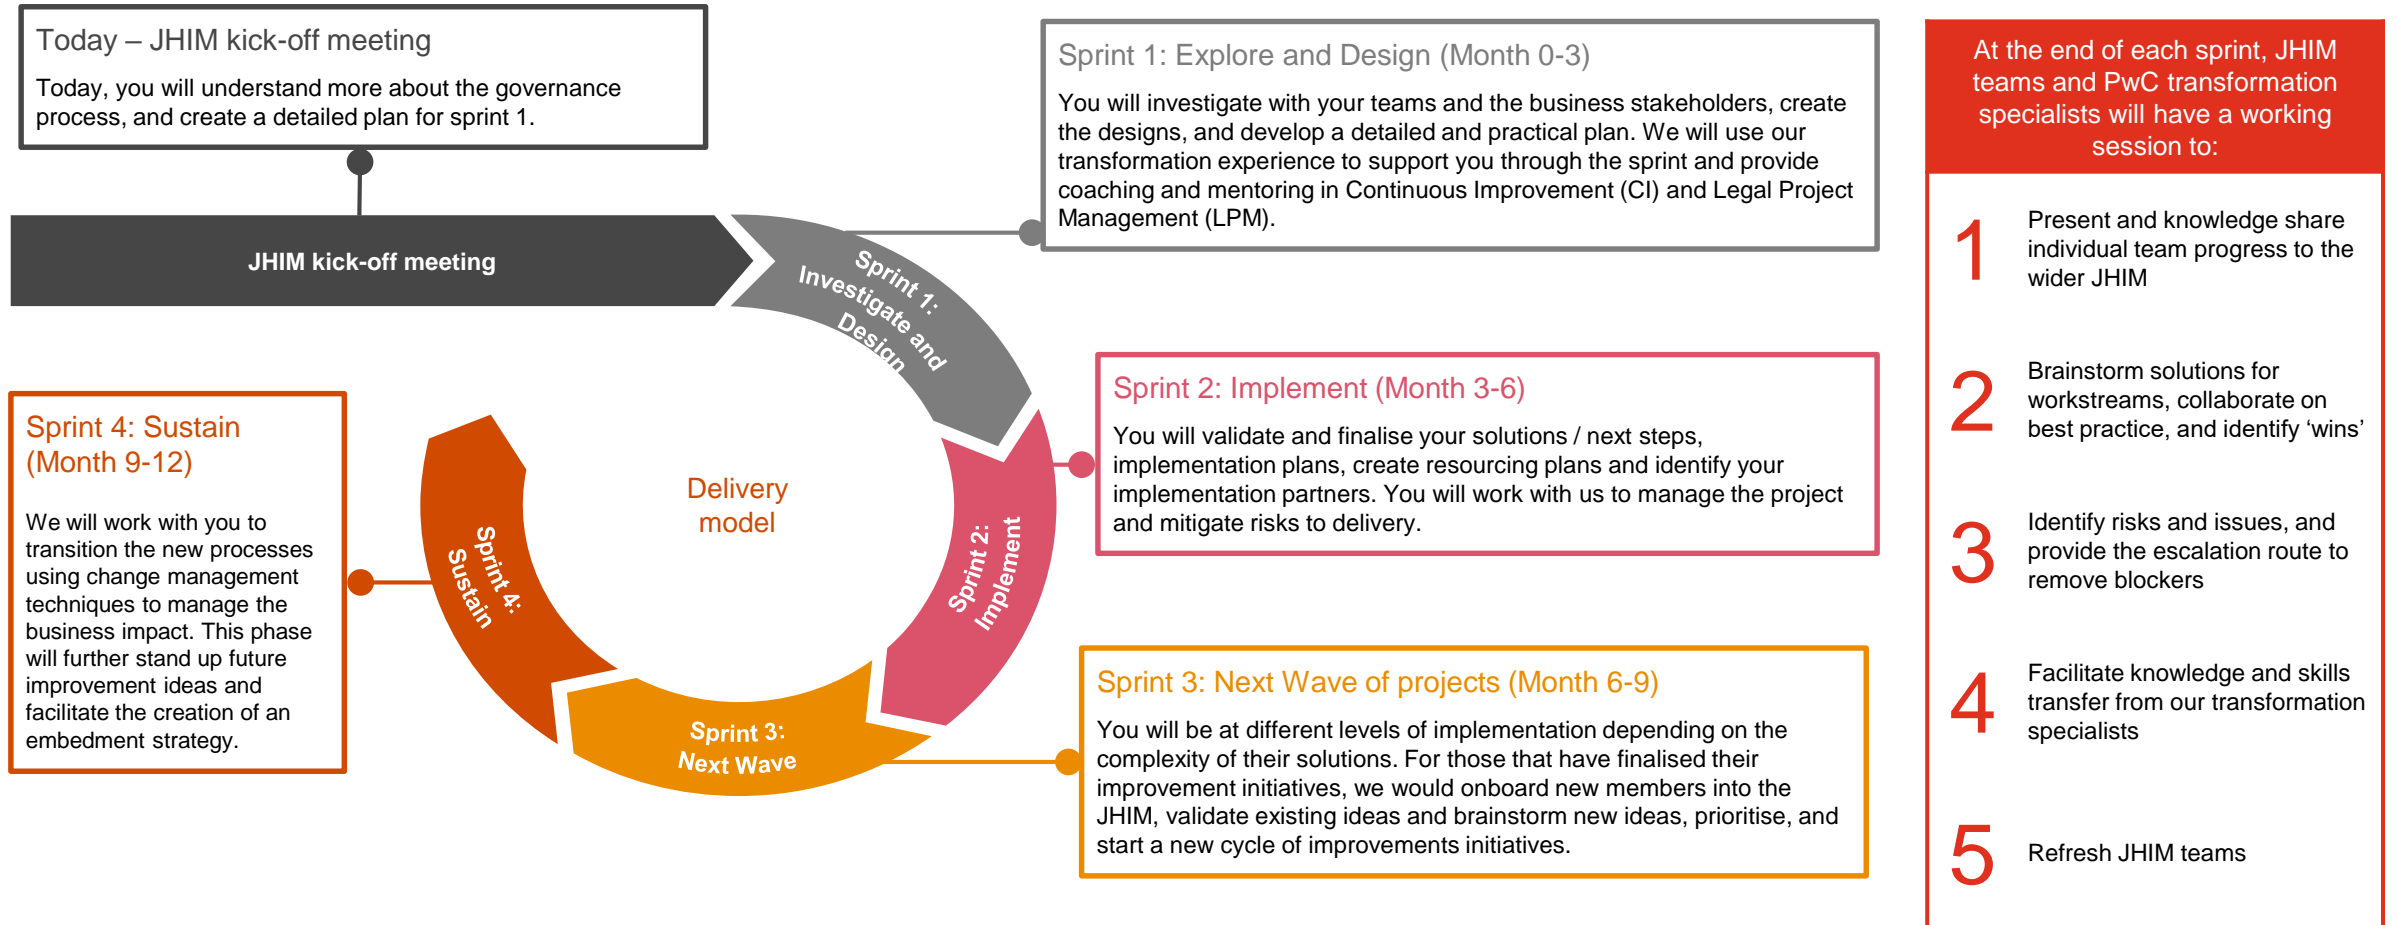 Today – JHIM kick-off meeting
Today, you will understand more about the governance
process, and create a detailed plan for sprint 1.
JHIM kick-off meeting
Sprint 1: Explore and Design (Month 0-3)
You will investigate with your teams and the business stakeholders, create
the designs, and develop a detailed and practical plan. We will use our
transformation experience to support you through the sprint and provide
coaching and mentoring in Continuous Improvement (CI) and Legal Project
Management (LPM).
Sprint 1:
Investigate and
Design
Sprint 2: Implement (Month 3-6)
You will validate and finalise your solutions / next steps,
implementation plans, create resourcing plans and identify your
implementation partners. You will work with us to manage the project
and mitigate risks to delivery.
Sprint 2:
Implement
Delivery
model
Sprint 3: Next Wave of projects (Month 6-9)
You will be at different levels of implementation depending on the
complexity of their solutions. For those that have finalised their
improvement initiatives, we would onboard new members into the
JHIM, validate existing ideas and brainstorm new ideas, prioritise, and
start a new cycle of improvements initiatives.
Sprint 3:
Next Wave
Sprint 4: Sustain
(Month 9-12)
We will work with you to
transition the new processes
using change management
techniques to manage the
business impact. This phase
will further stand up future
improvement ideas and
facilitate the creation of an
embedment strategy.
Sprint 4:
Sustain
At the end of each sprint, JHIM
teams and PwC transformation
specialists will have a working
session to:
1
Present and knowledge share
individual team progress to the
wider JHIM
2
Brainstorm solutions for
workstreams, collaborate on
best practice, and identify ‘wins’
3
Identify risks and issues, and
provide the escalation route to
remove blockers
4
Facilitate knowledge and skills
transfer from our transformation
specialists
5
Refresh JHIM teams